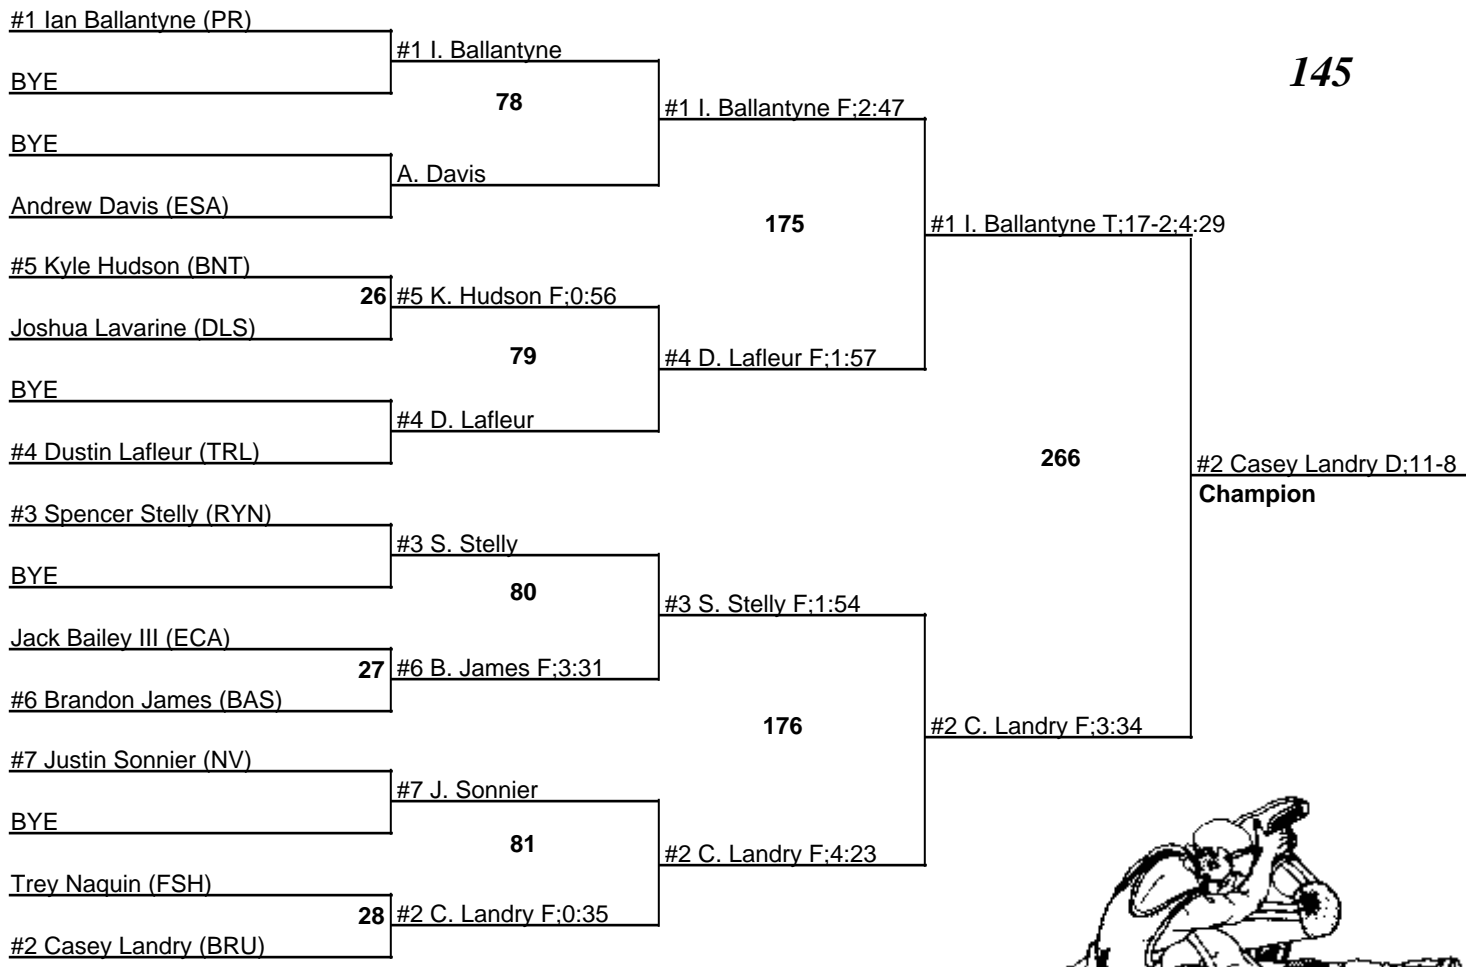 #1 Ian Ballantyne (PR)
#1 I. Ballantyne
145
BYE
78
#1 I. Ballantyne F;2:47
BYE
A. Davis
Andrew Davis (ESA)
175
#1 I. Ballantyne T;17-2;4:29
#5 Kyle Hudson (BNT)
26
#5 K. Hudson F;0:56
Joshua Lavarine (DLS)
79
#4 D. Lafleur F;1:57
BYE
#4 D. Lafleur
#4 Dustin Lafleur (TRL)
266
#2 Casey Landry D;11-8
Champion
#3 Spencer Stelly (RYN)
#3 S. Stelly
BYE
80
#3 S. Stelly F;1:54
Jack Bailey III (ECA)
27
#6 B. James F;3:31
#6 Brandon James (BAS)
176
#2 C. Landry F;3:34
#7 Justin Sonnier (NV)
#7 J. Sonnier
BYE
81
#2 C. Landry F;4:23
Trey Naquin (FSH)
28
#2 C. Landry F;0:35
#2 Casey Landry (BRU)